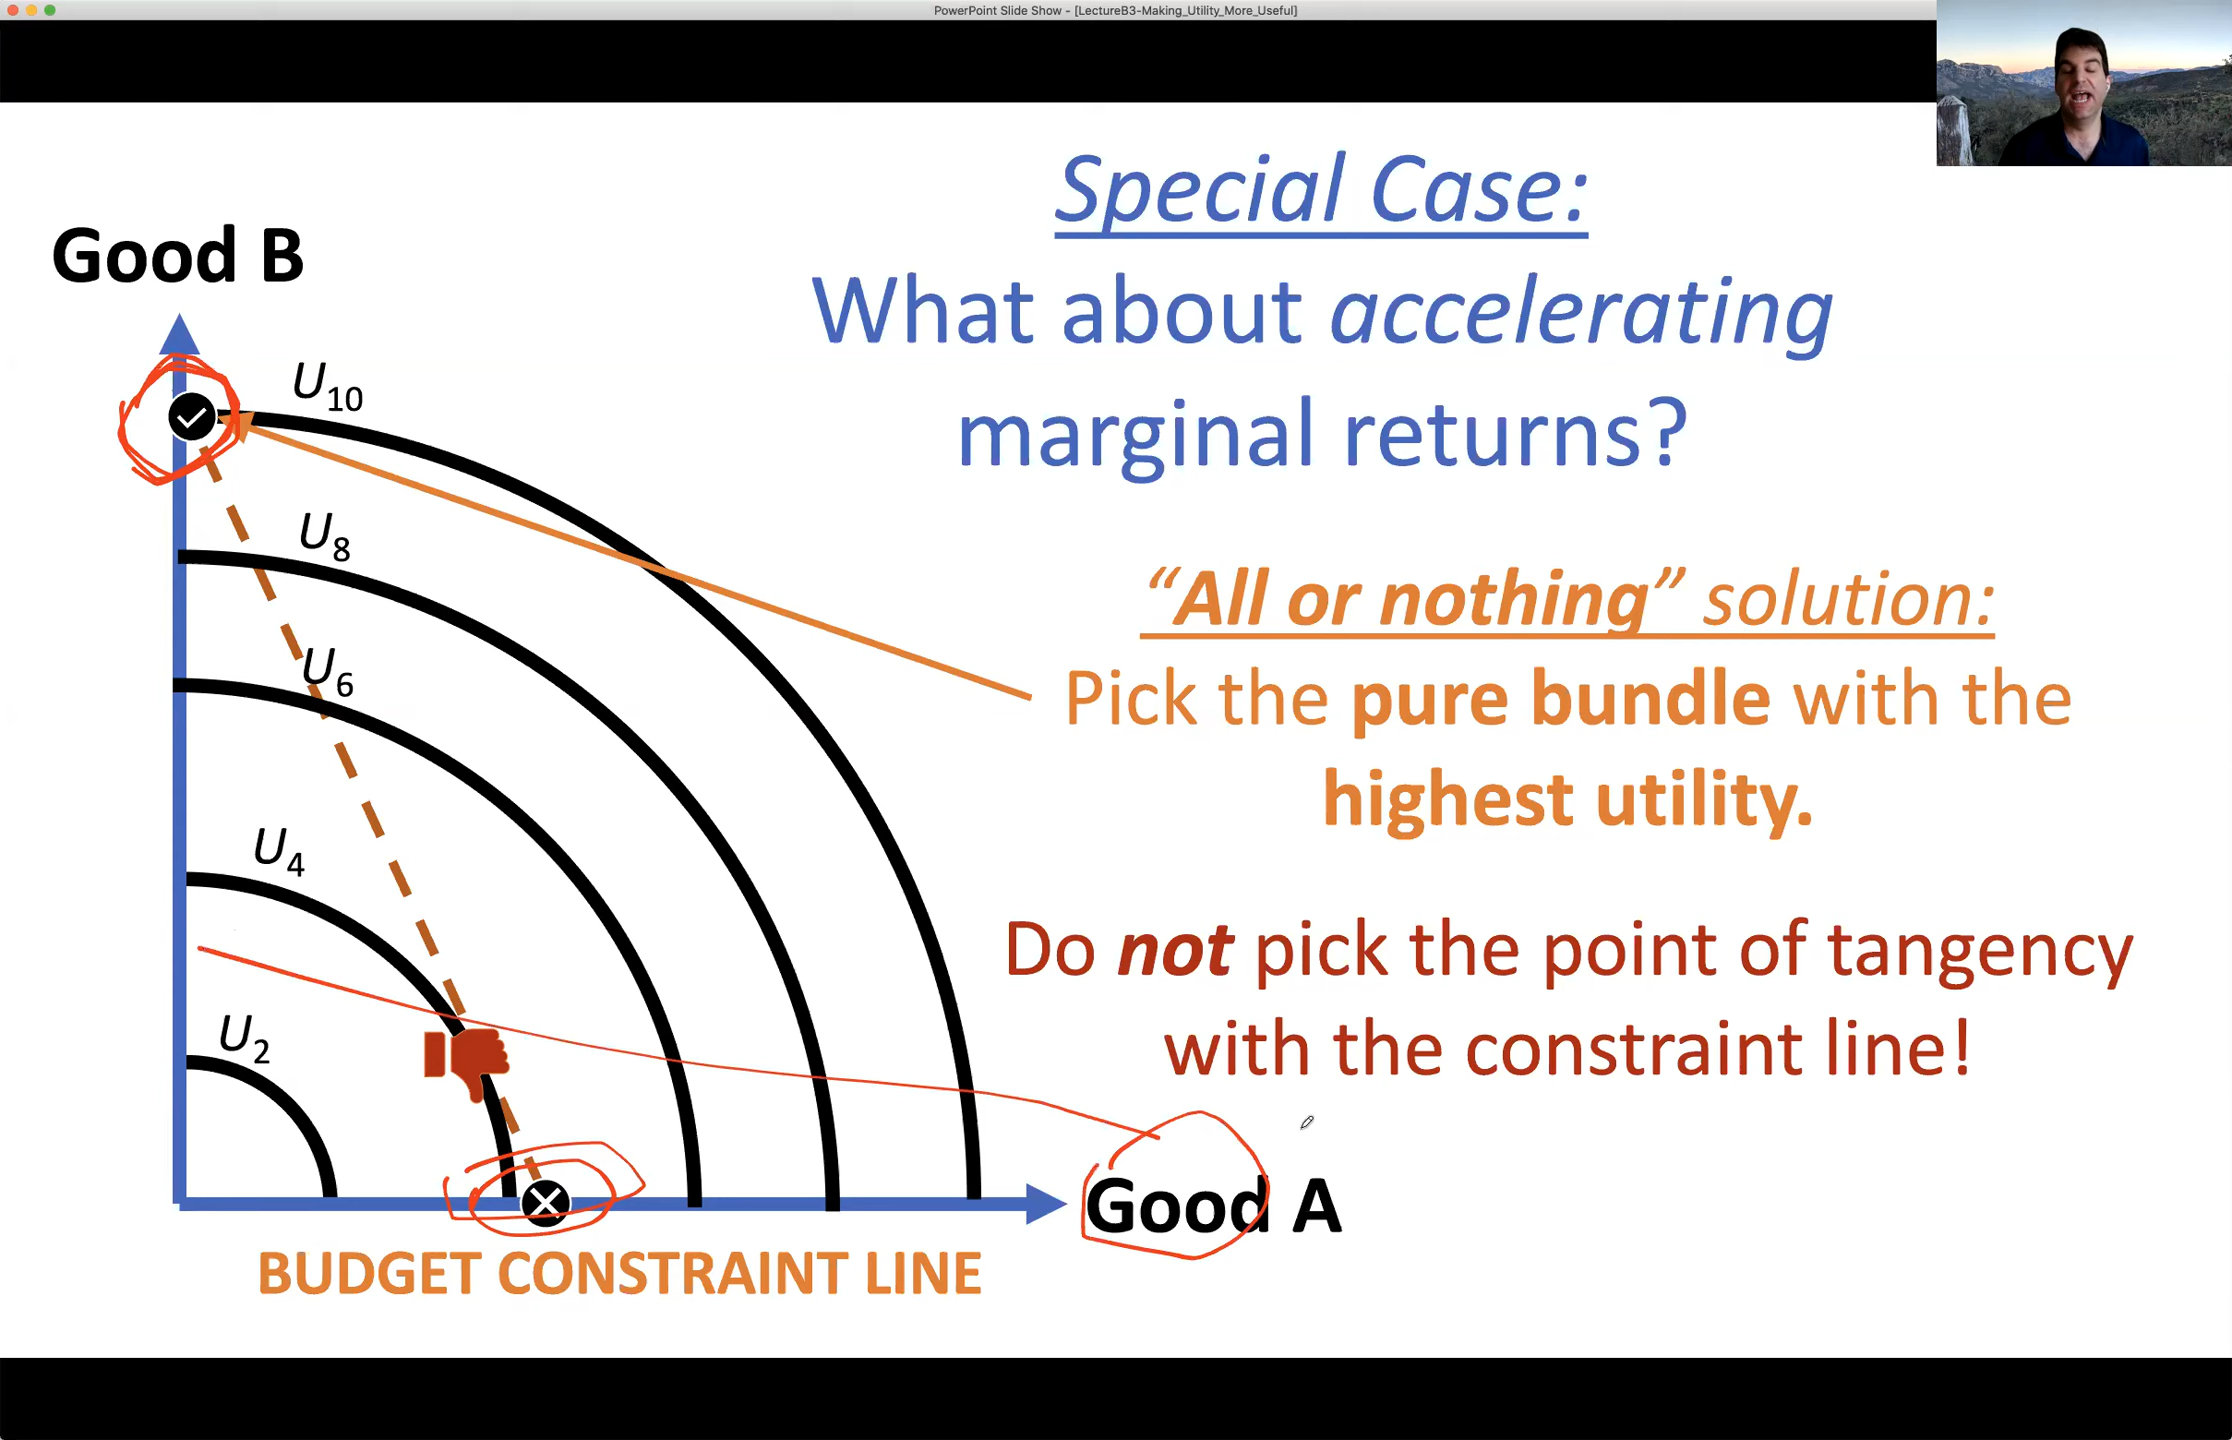 PowerPoint Slide Show - [LectureB3-Making_Utility_More_Useful]
Special Case:
What about accelerating
marginal returns?
Good B
U10
U8
U6
U4
U2
“All or nothing” solution:
Pick the pure bundle with the
highest utility.
Do not pick the point of tangency
with the constraint line!
Good A
BUDGET CONSTRAINT LINE